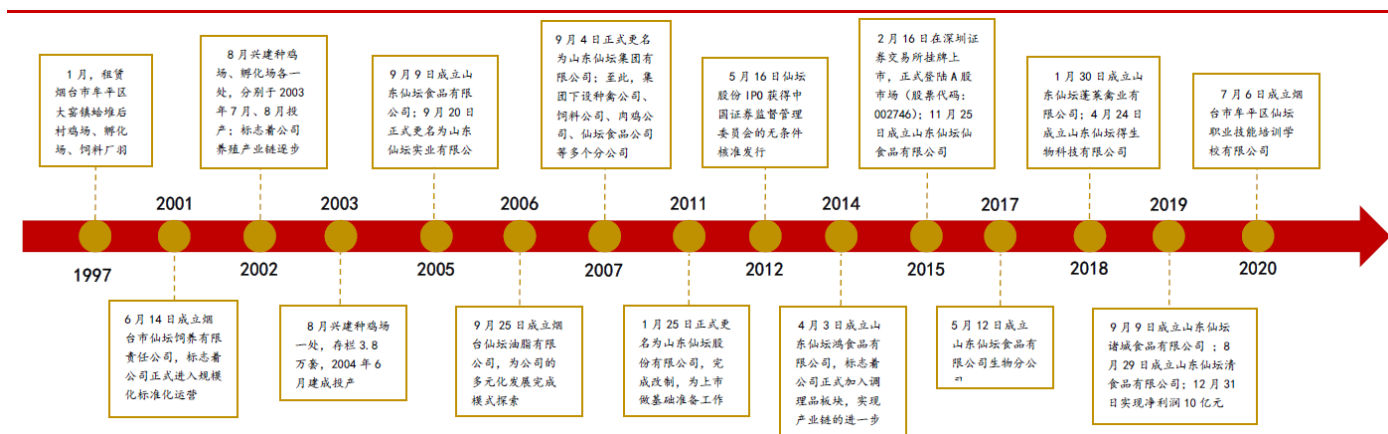 1月，租赁
烟台市牟平区
大窑镇蛤堆后
村鸡场、孵化
场、饲料厂羽
8月兴建种鸡
场、孵化场各一
处，分别于2003
年7月、8月投
产；标志着公司
养殖产业链逐步
9月9日成立山
东仙坛食品有限
公司；9月20日
正式更名为山东
仙坛实业有限公
9月4日正式更名
为山东仙坛集团有
限公司；至此，集
团下设种禽公司、
饲料公司、肉鸡公
司、仙坛食品公司
等多个分公司
5月16日仙坛
股份IPO获得中
国证券监督管理
委员会的无条件
核准发行
2月16日在深圳证
券交易所挂牌上
市，正式登陆A股
市场（股票代码：
002746）；11月25
日成立山东仙坛仙
食品有限公司
1月30日成立山
东仙坛蓬莱禽业有
限公司；4月24日
成立山东仙坛得生
物科技有限公司
7月6日成立烟
台市牟平区仙坛
职业技能培训学
校有限公司
2001
2003
2006
2011
2014
2017
2019
1997
2002
2005
2007
2012
2015
2018
2020
6月14日成立烟
台市仙坛饲养有限
责任公司，标志着
公司正式进入规模
化标准化运营
8月兴建种鸡场
一处，存栏3.8
万套，2004年6
月建成投产
9月25日成立烟
台仙坛油脂有限
公司，为公司的
多元化发展完成
模式探索
1月25日正式更
名为山东仙坛股
份有限公司，完
成改制，为上市
做基础准备工作
4月3日成立山
东仙坛鸿食品有
限公司，标志着
公司正式加入调
理品板块，实现
产业链的进一步
5月12日成立
山东仙坛食品有
限公司生物分公
9月9日成立山东仙坛
诸城食品有限公司；8
月29日成立山东仙坛清
食品有限公司；12月31
日实现净利润10亿元